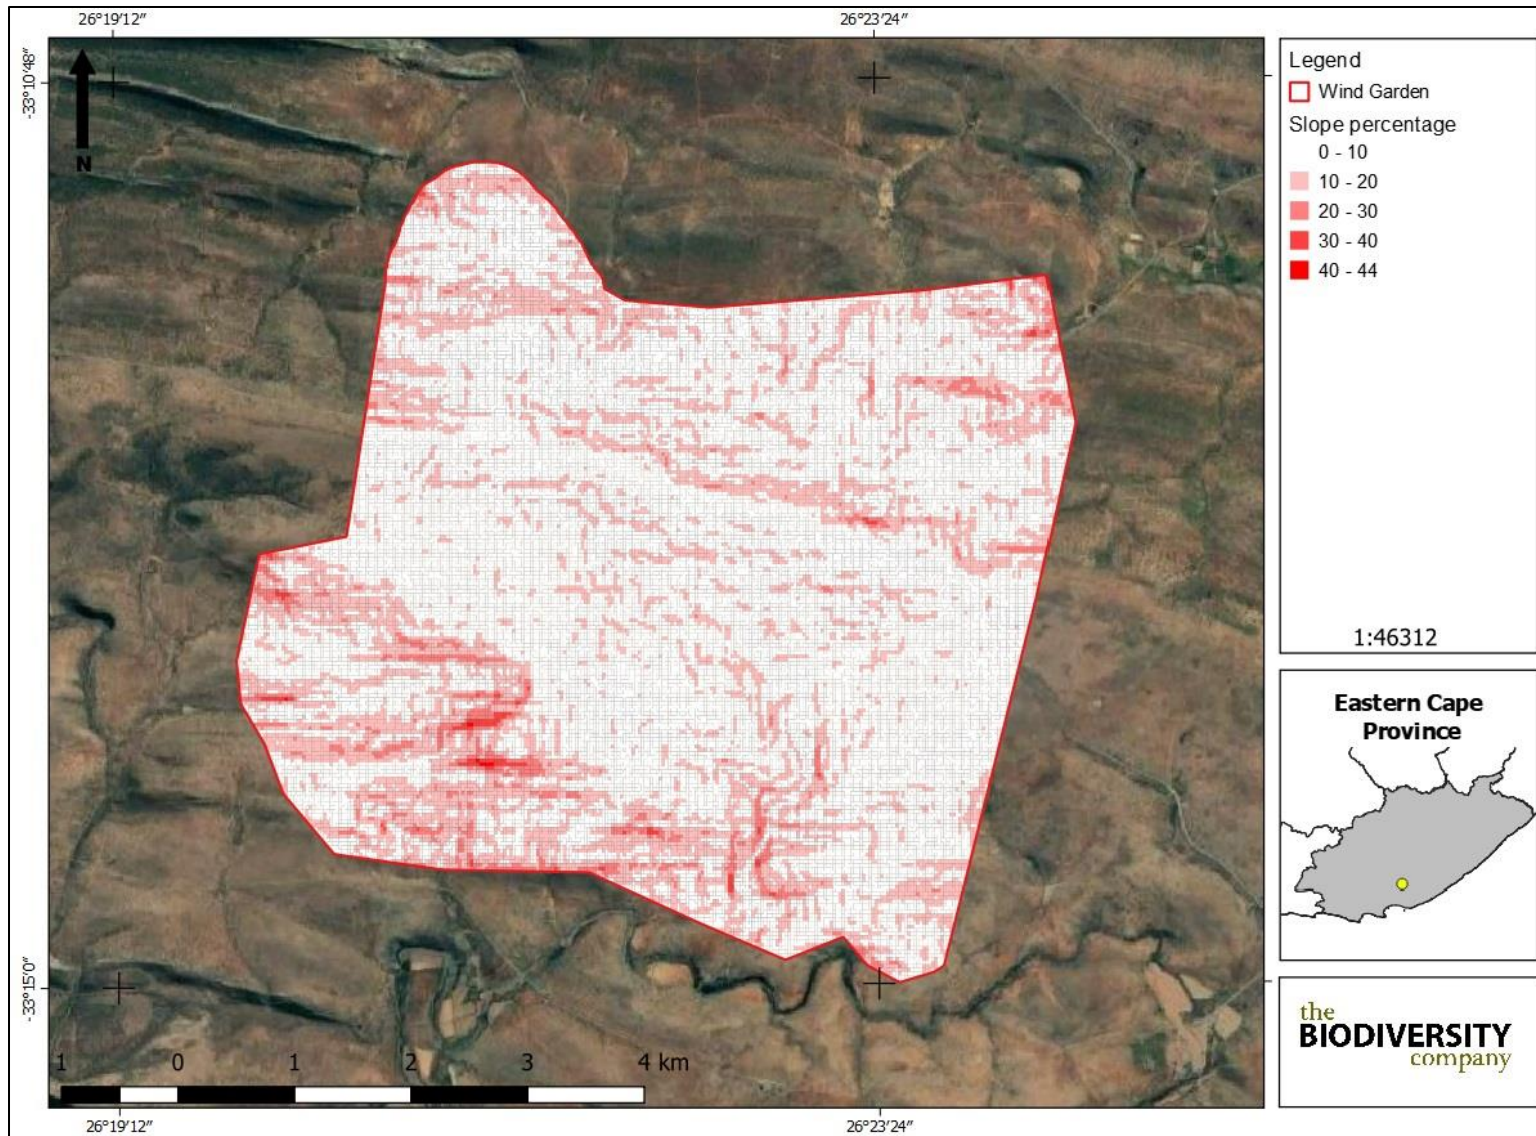 26°19′12″ 26°23′24″
-33°10′48″
N
-33°15′0″
1 0 1 2 3 4 km
26°19′12″ 26°23′24″
Legend
Wind Garden
Slope percentage
0 - 10
10 - 20
20 - 30
30 - 40
40 - 44
1:46312
Eastern Cape
Province
the
BIODIVERSITY
company